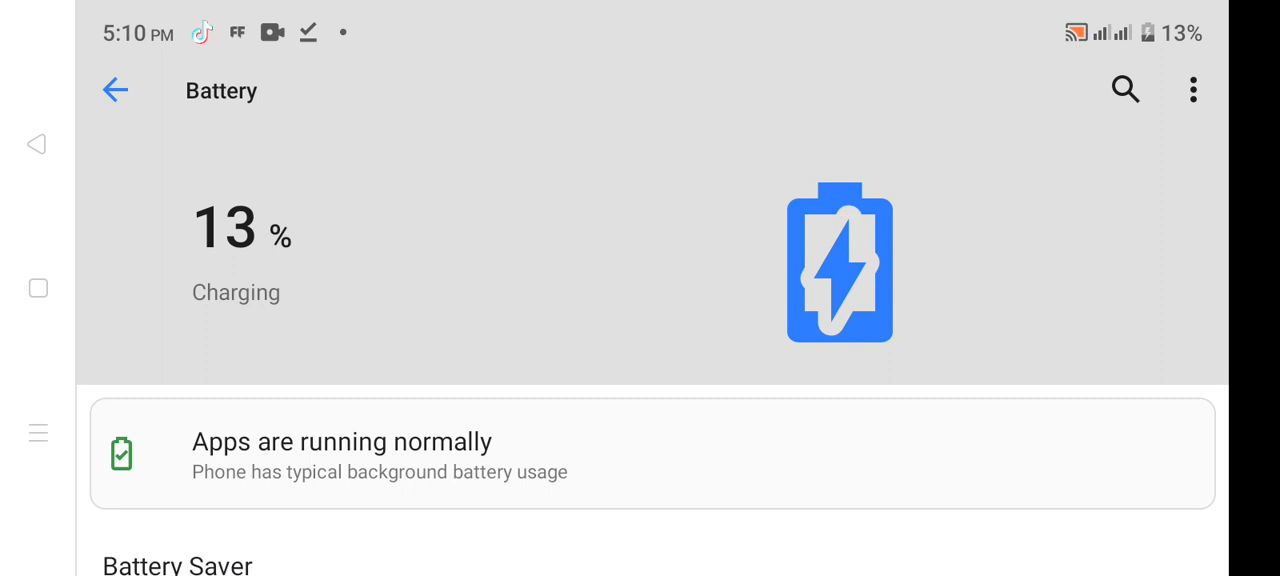 5:10 PM FF 13%
Battery
13 %
Charging
Apps are running normally
Phone has typical background battery usage
Battery Saver